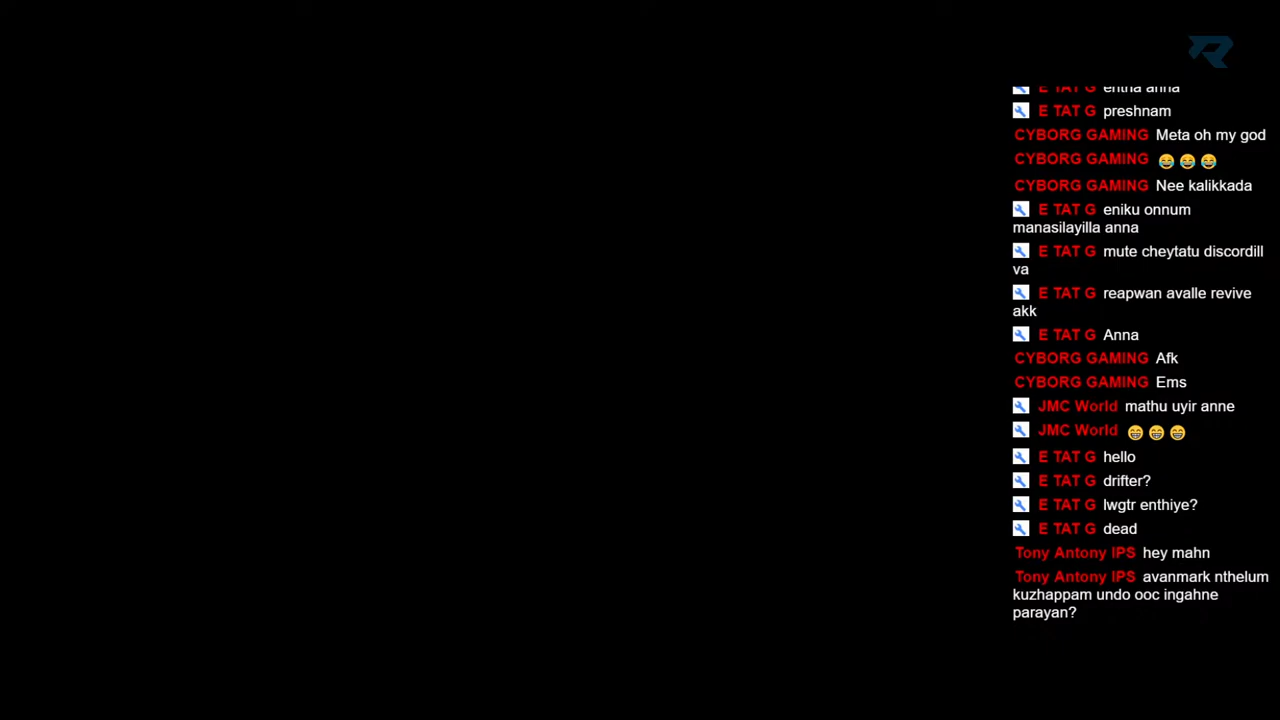 E TAT G entha anna
E TAT G preshnam
CYBORG GAMING Meta oh my god
CYBORG GAMING 😂 😂 😂
CYBORG GAMING Nee kalikkada
E TAT G eniku onnum
manasilayilla anna
E TAT G mute cheytatu discordill
va
E TAT G reapwan avalle revive
akk
E TAT G Anna
CYBORG GAMING Afk
CYBORG GAMING Ems
JMC World mathu uyir anne
JMC World 😁 😁 😁
E TAT G hello
E TAT G drifter?
E TAT G lwgtr enthiye?
E TAT G dead
Tony Antony IPS hey mahn
Tony Antony IPS avanmark nthelum
kuzhappam undo ooc ingahne
parayan?